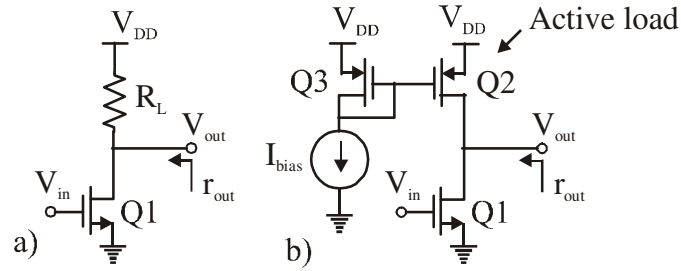 V_DD
R_L
V_out
r_out
V_in
Q1
a)
V_DD
V_DD
Active load
Q3
Q2
I_bias
V_out
r_out
V_in
Q1
b)